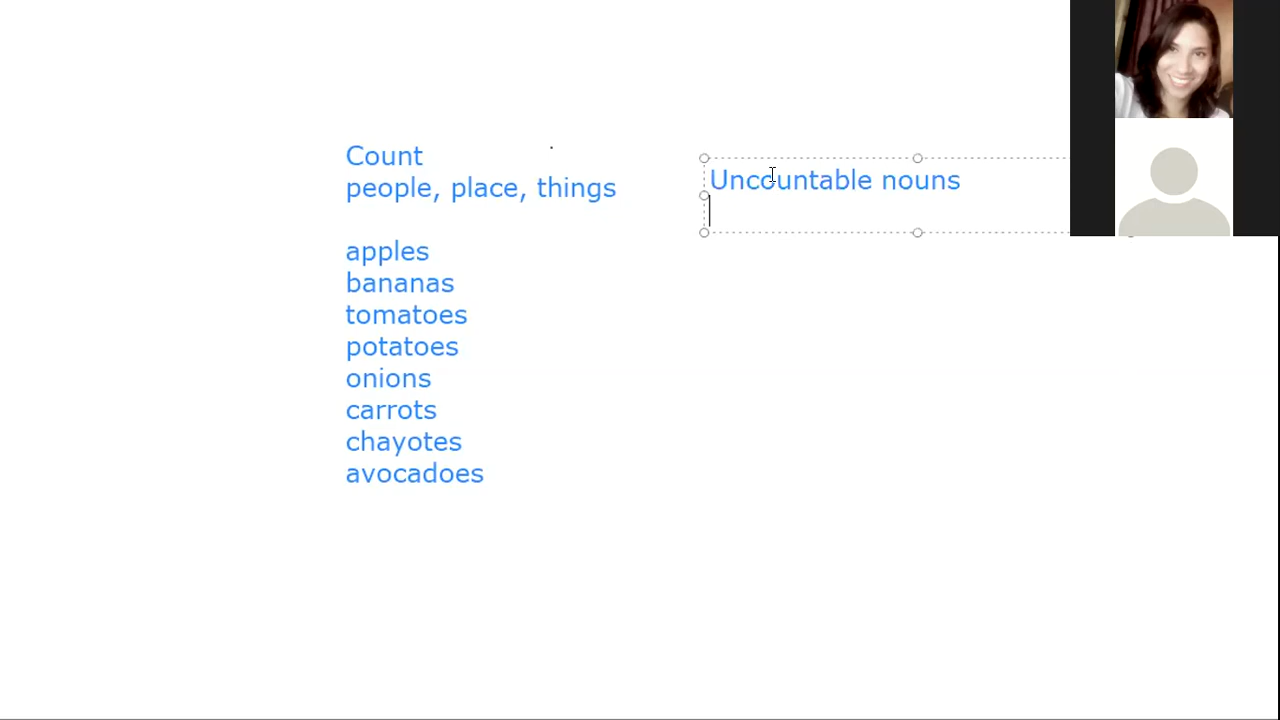 Count
people, place, things
apples
bananas
tomatoes
potatoes
onions
carrots
chayotes
avocadoes
Uncountable nouns